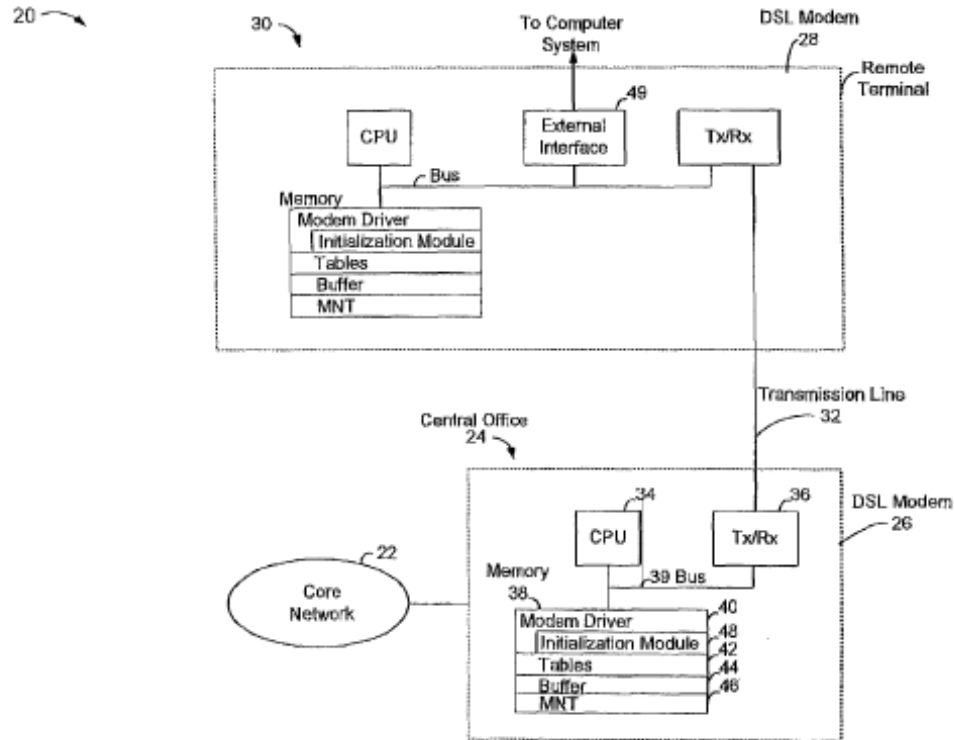 20
30
To Computer
System
DSL Modem
28
Remote
Terminal
49
CPU
External
Interface
Tx/Rx
Bus
Memory
Modem Driver
Initialization Module
Tables
Buffer
MNT
Transmission Line
32
Central Office
24
34
36
DSL Modem
26
CPU
Tx/Rx
22
Core
Network
39 Bus
Memory
38
40
Modem Driver
48
Initialization Module
42
Tables
44
Buffer
46
MNT